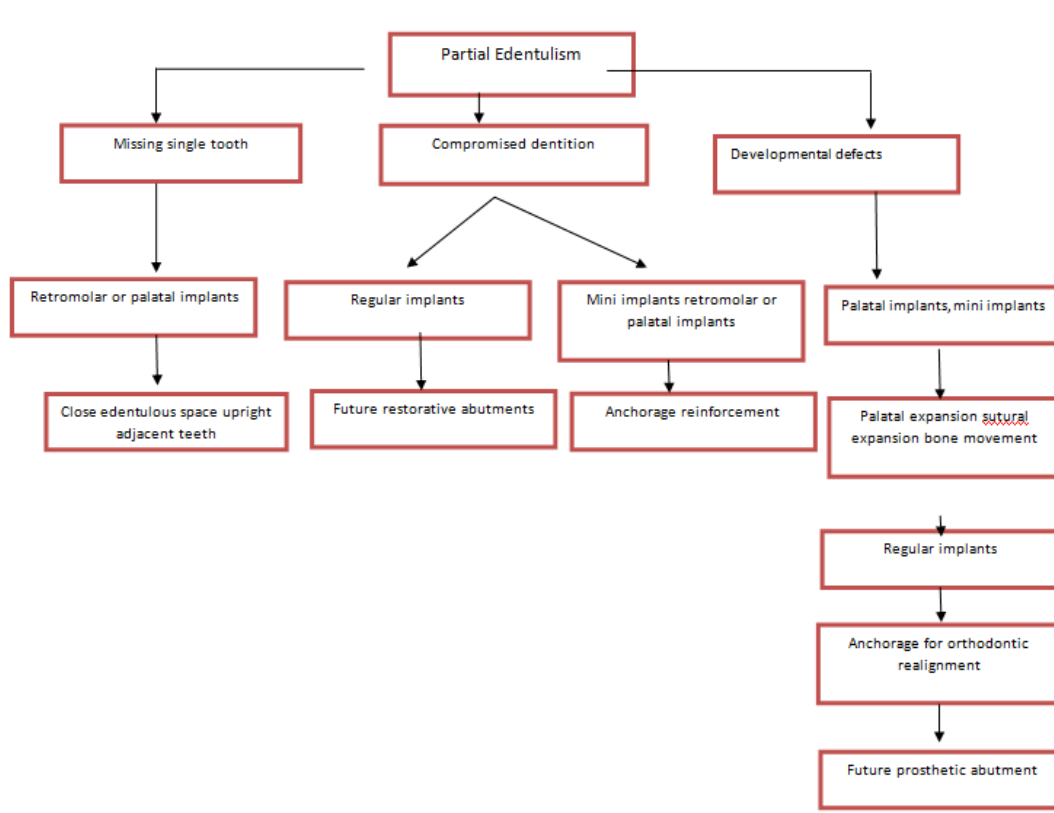 Partial Edentulism
Missing single tooth
Compromised dentition
Developmental defects
Retromolar or palatal implants
Regular implants
Mini implants retromolar or
palatal implants
Palatal implants, mini implants
Close edentulous space upright
adjacent teeth
Future restorative abutments
Anchorage reinforcement
Palatal expansion sutural
expansion bone movement
Regular implants
Anchorage for orthodontic
realignment
Future prosthetic abutment